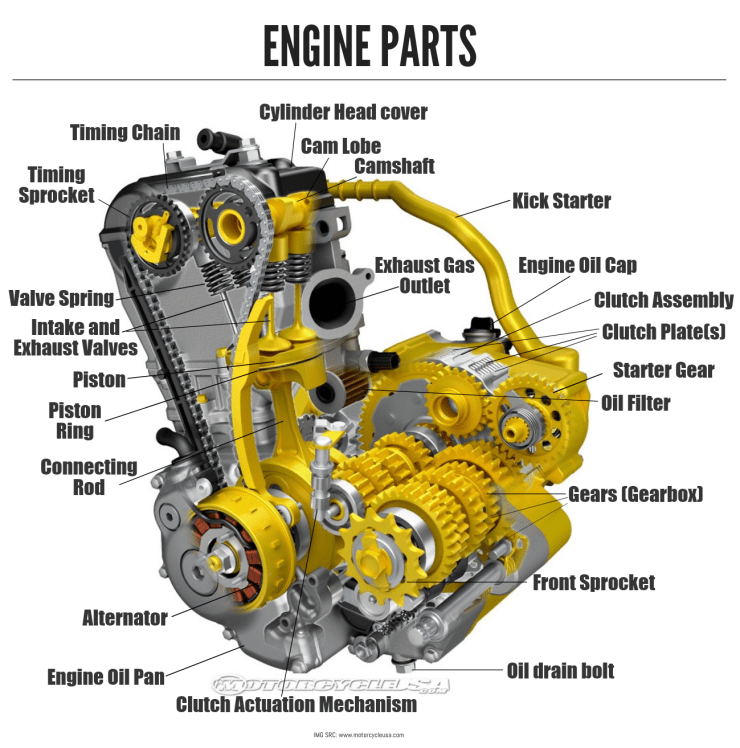 ENGINE PARTS
Cylinder Head cover
Timing Chain
Cam Lobe
Camshaft
Timing
Sprocket
Kick Starter
Exhaust Gas
Outlet
Engine Oil Cap
Valve Spring
Clutch Assembly
Intake and
Exhaust Valves
Clutch Plate(s)
Piston
Starter Gear
Piston
Ring
Oil Filter
Connecting
Rod
Gears (Gearbox)
Front Sprocket
Alternator
Engine Oil Pan
Oil drain bolt
MOTORCYCLEUSA
.COM
Clutch Actuation Mechanism
IMG SRC: www.motorcycleusa.com